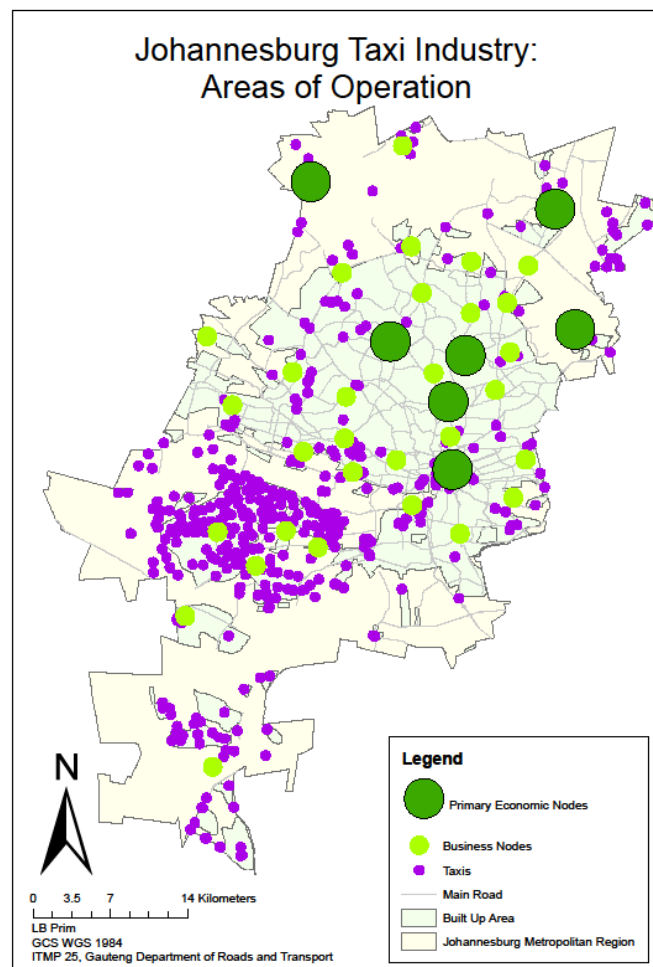 Johannesburg Taxi Industry:
Areas of Operation
N
0 3.5 7 14 Kilometers
LB Prim
GCS WGS 1984
ITMP 25, Gauteng Department of Roads and Transport
Legend
Primary Economic Nodes
Business Nodes
Taxis
Main Road
Built Up Area
Johannesburg Metropolitan Region